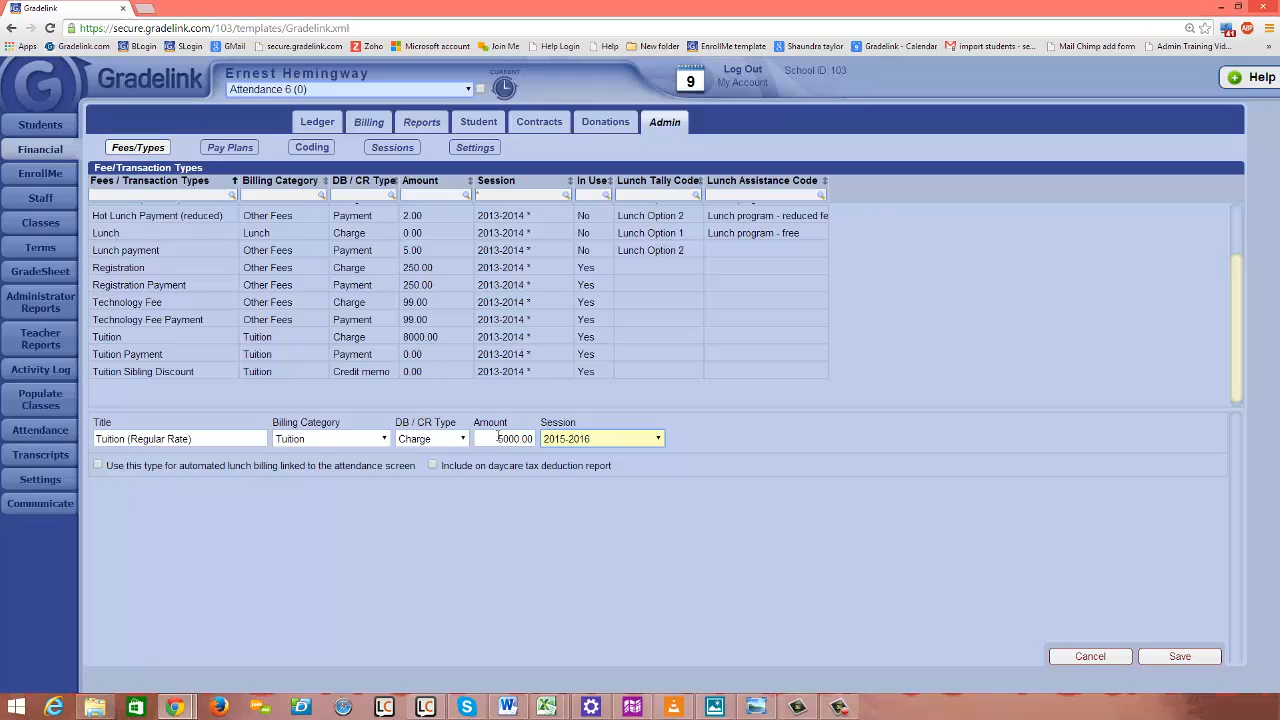 Gradelink
https://secure.gradelink.com/103/templates/Gradelink.xml
Apps Gradelink.com BLogin SLogin GMail secure.gradelink.com Zoho Microsoft account Join Me Help Login Help New folder EnrollMe template Shaundra taylor Gradelink - Calendar import students - se... Mail Chimp add foem Admin Training Vid... »
Gradelink
Ernest Hemingway
Attendance 6 (0)
CURRENT
9
Log Out
My Account
School ID: 103
Help
Students
Financial
EnrollMe
Staff
Classes
Terms
GradeSheet
Administrator
Reports
Teacher
Reports
Activity Log
Populate
Classes
Attendance
Transcripts
Settings
Communicate
Ledger Billing Reports Student Contracts Donations Admin
Fees/Types Pay Plans Coding Sessions Settings
Fee/Transaction Types
Fees / Transaction Types Billing Category DB / CR Type Amount Session In Use Lunch Tally Code Lunch Assistance Code
Hot Lunch Payment (reduced) Other Fees Payment 2.00 2013-2014 * No Lunch Option 2 Lunch program - reduced fe
Lunch Lunch Charge 0.00 2013-2014 * No Lunch Option 1 Lunch program - free
Lunch payment Other Fees Payment 5.00 2013-2014 * No Lunch Option 2
Registration Other Fees Charge 250.00 2013-2014 * Yes
Registration Payment Other Fees Payment 250.00 2013-2014 * Yes
Technology Fee Other Fees Charge 99.00 2013-2014 * Yes
Technology Fee Payment Other Fees Payment 99.00 2013-2014 * Yes
Tuition Tuition Charge 8000.00 2013-2014 * Yes
Tuition Payment Tuition Payment 0.00 2013-2014 * Yes
Tuition Sibling Discount Tuition Credit memo 0.00 2013-2014 * Yes
Title Billing Category DB / CR Type Amount Session
Tuition (Regular Rate) Tuition Charge 5000.00 2015-2016
Use this type for automated lunch billing linked to the attendance screen Include on daycare tax deduction report
Cancel Save